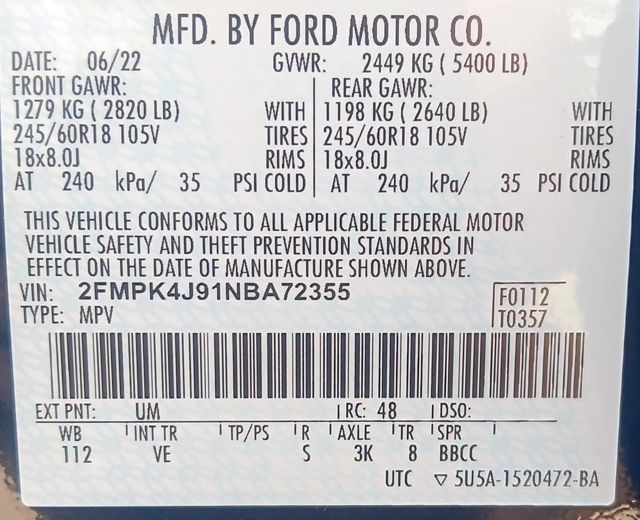 MFD. BY FORD MOTOR CO.
DATE: 06/22 GVWR: 2449 KG ( 5400 LB)
FRONT GAWR: REAR GAWR:
1279 KG ( 2820 LB) WITH 1198 KG ( 2640 LB) WITH
245/60R18 105V TIRES 245/60R18 105V TIRES
18x8.0J RIMS 18x8.0J RIMS
AT 240 kPa/ 35 PSI COLD AT 240 kPa/ 35 PSI COLD
THIS VEHICLE CONFORMS TO ALL APPLICABLE FEDERAL MOTOR
VEHICLE SAFETY AND THEFT PREVENTION STANDARDS IN
EFFECT ON THE DATE OF MANUFACTURE SHOWN ABOVE.
VIN: 2FMPK4J91NBA72355 F0112
TYPE: MPV T0357
EXT PNT: UM RC: 48 DSO:
WB INT TR TP/PS R AXLE TR SPR
112 VE S 3K 8 BBCC
UTC ▽ 5U5A-1520472-BA